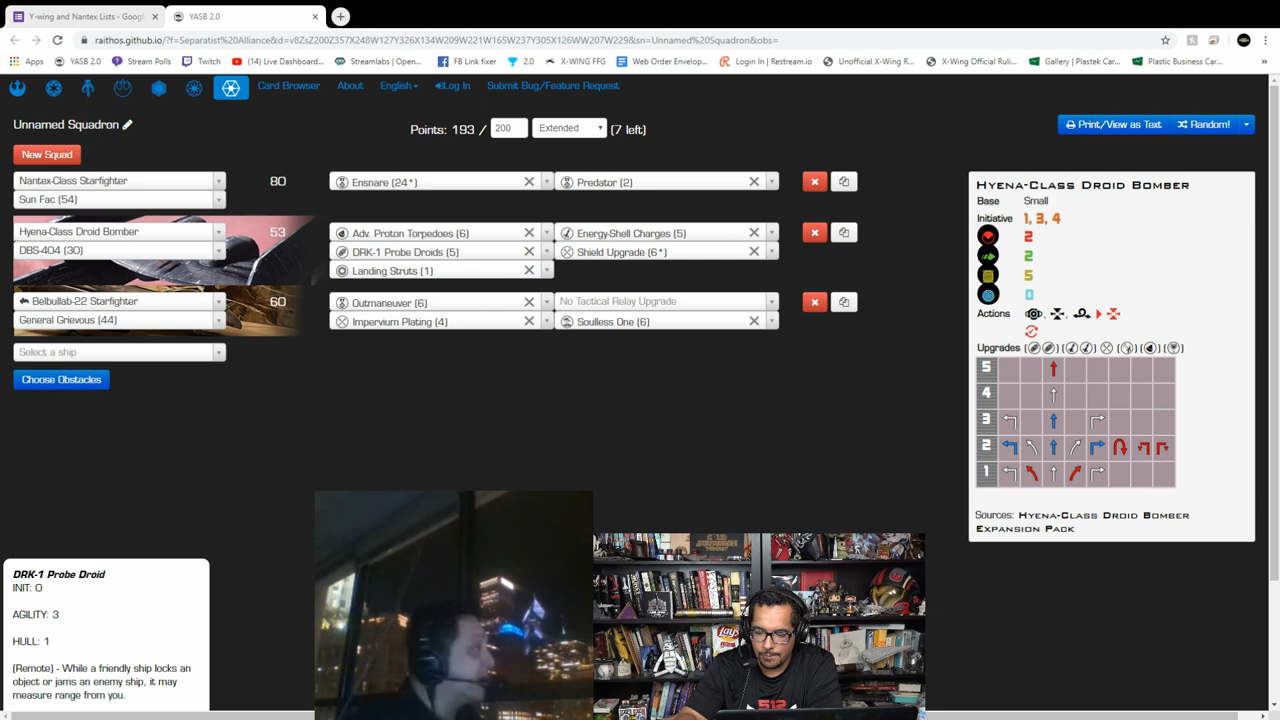 Y-wing and Nantex Lists - Goog
YASB 2.0
raithos.github.io/?f=Separatist%20Alliance&d=v8ZsZ200Z357X248W127Y326X134W209W221W165W237Y305X126WW207W229&sn=Unnamed%20Squadron&obs=
Apps
YASB 2.0
Stream Polls
Twitch
(14) Live Dashboard...
Streamlabs | Opent...
FB Link fixer
2.0
X-WING FFG
Web Order Envelop...
Login In | Restream.io
Unofficial X-Wing R...
X-Wing Official Ruli...
Gallery | Plastek Car...
Plastic Business Car...
Card Browser
About
English
Log In
Submit Bug/Feature Request
Unnamed Squadron
Points: 193 / 200 Extended (7 left)
Print/View as Text
Random!
New Squad
Nantex-Class Starfighter
80
Ensnare (24*)
Predator (2)
Sun Fac (54)
Hyena-Class Droid Bomber
53
Adv. Proton Torpedoes (6)
Energy-Shell Charges (5)
DBS-404 (30)
DRK-1 Probe Droids (5)
Shield Upgrade (6*)
Landing Struts (1)
Belbullab-22 Starfighter
60
Outmaneuver (6)
No Tactical Relay Upgrade
General Grievous (44)
Impervium Plating (4)
Soulless One (6)
Select a ship
Choose Obstacles
Hyena-Class Droid Bomber
Base Small
Initiative 1, 3, 4
2
2
5
0
Actions
Upgrades
5
4
3
2
1
Sources: Hyena-Class Droid Bomber
Expansion Pack
DRK-1 Probe Droid
INIT: 0
AGILITY: 3
HULL: 1
(Remote) - While a friendly ship locks an
object or jams an enemy ship, it may
measure range from you.
Lay's